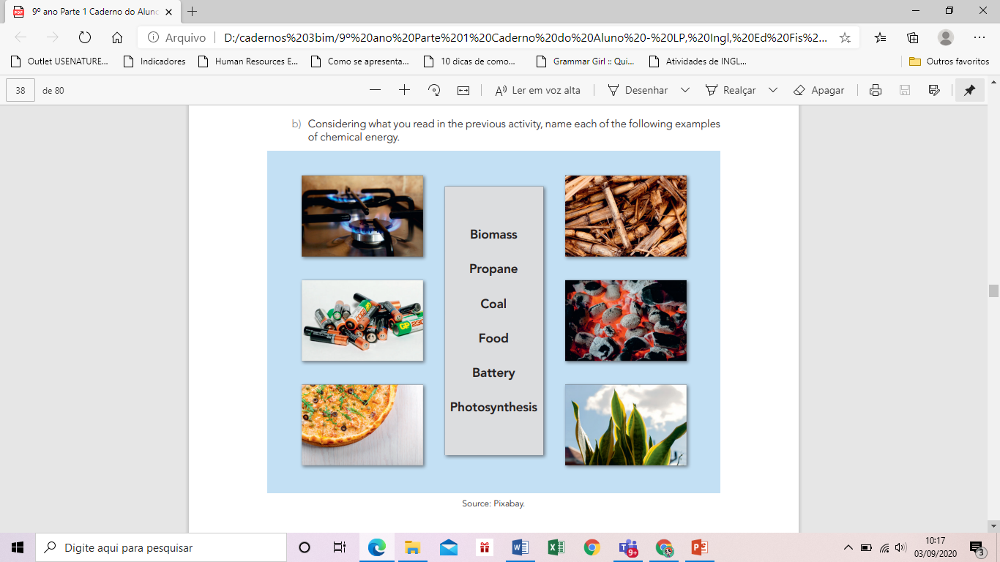 9º ano Parte 1 Caderno do Aluno
Arquivo
D:/cadernos%203bim/9º%20ano%20Parte%201%20Caderno%20do%20Aluno%20-%20LP,%20Ingl,%20Ed%20Fis%2...
Outlet USENATURE...
Indicadores
Human Resources E...
Como se apresenta...
10 dicas de como...
Grammar Girl :: Qui...
Atividades de INGL...
Outros favoritos
38
de 80
Ler em voz alta
Desenhar
Realçar
Apagar
b) Considering what you read in the previous activity, name each of the following examples
of chemical energy.
Biomass
Propane
Coal
Food
Battery
Photosynthesis
GP
Source: Pixabay.
Digite aqui para pesquisar
9+
10:17
03/09/2020
3